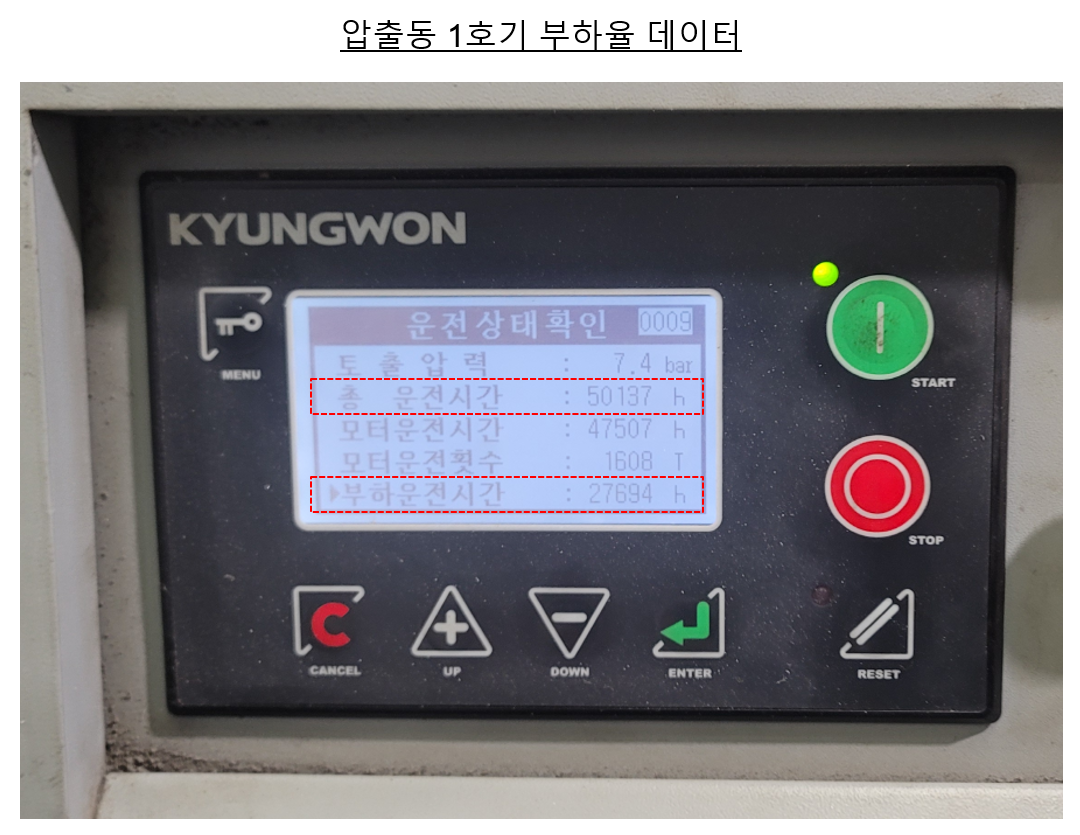 압출동 1호기 부하율 데이터
KYUNGWON
MENU
운전상태확인 0009
토 출 압 력 : 7.4 bar
총 운전시간 : 50137 h
모터운전시간 : 47507 h
모터운전횟수 : 1608 T
▶부하운전시간 : 27694 h
START
STOP
C
CANCEL
UP
DOWN
ENTER
RESET